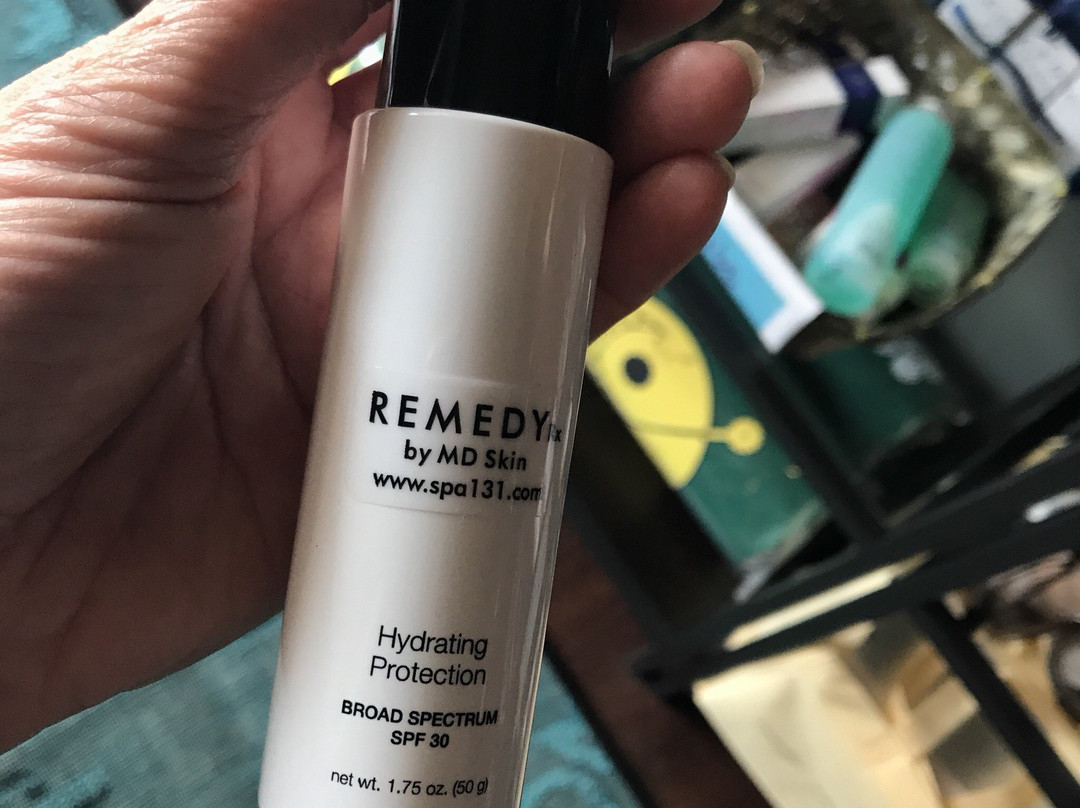 REMEDYRx
by MD Skin
www.spa131.com
Hydrating
Protection
BROAD SPECTRUM
SPF 30
net wt. 1.75 oz. (50 g)